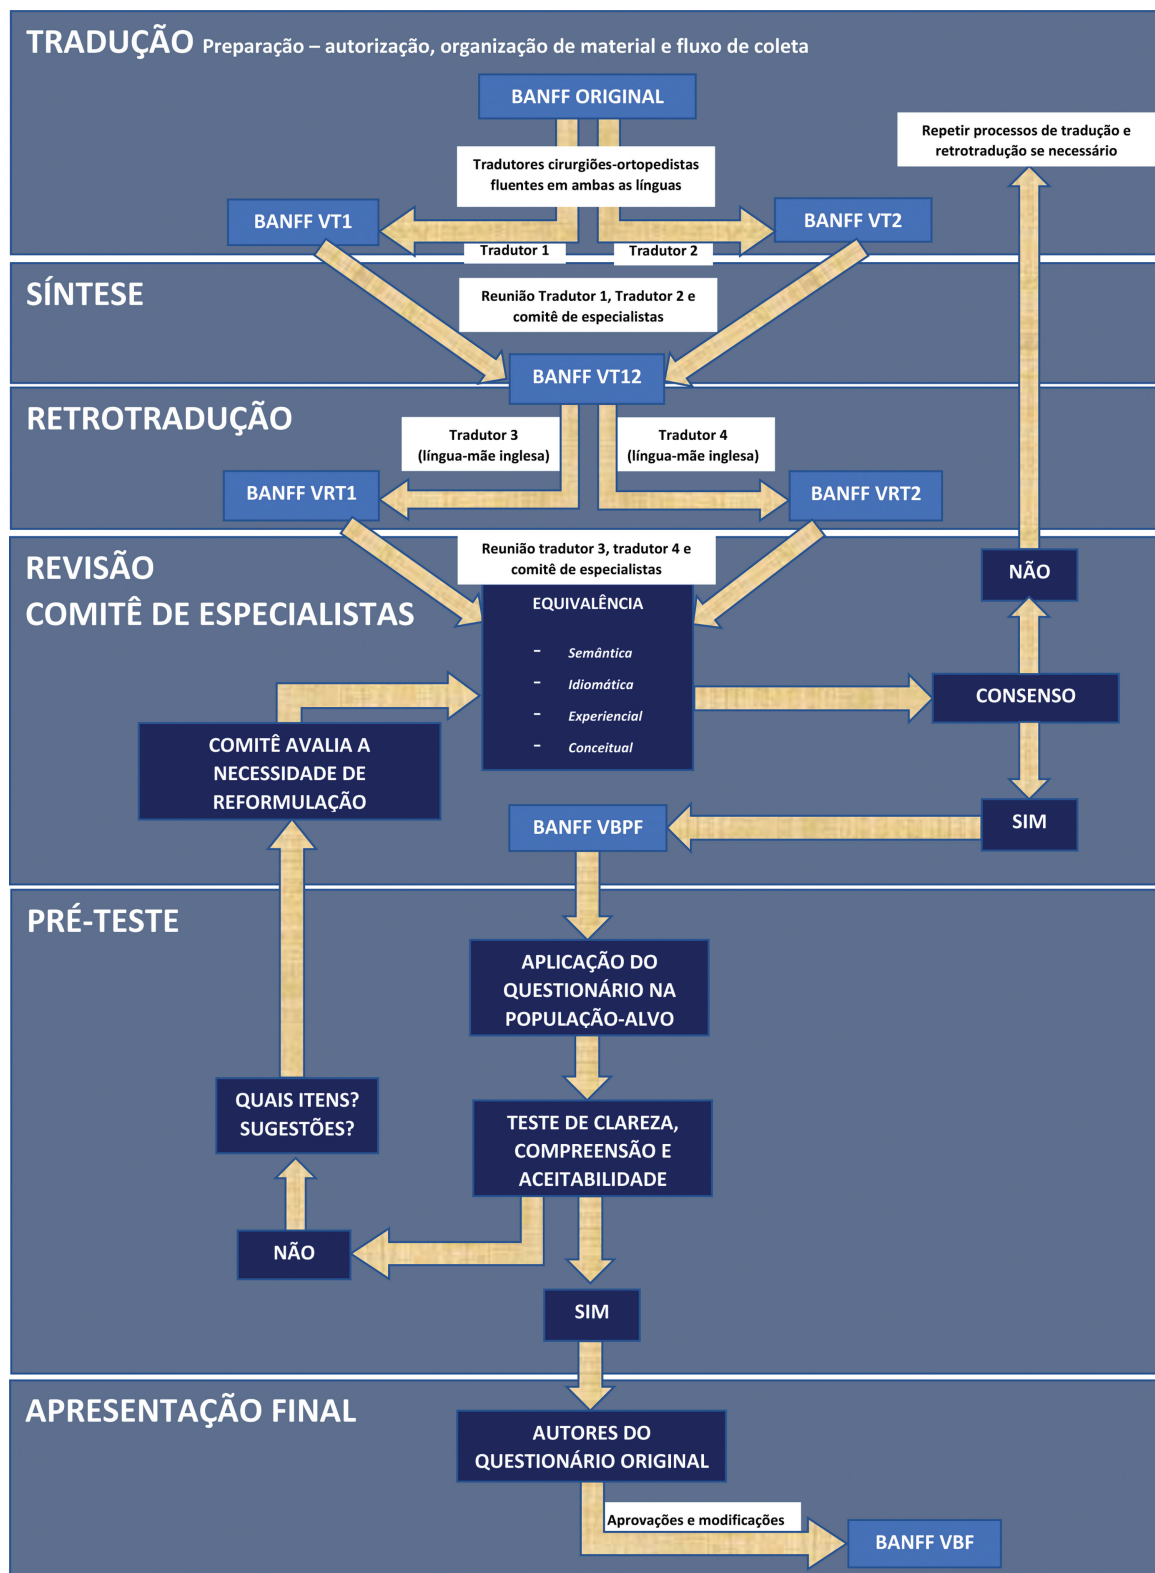 TRADUÇÃO Preparação – autorização, organização de material e fluxo de coleta
BANFF ORIGINAL
Repetir processos de tradução e
retrotradução se necessário
Tradutores cirurgiões-ortopedistas
fluentes em ambas as línguas
BANFF VT1
BANFF VT2
Tradutor 1
Tradutor 2
SÍNTESE
Reunião Tradutor 1, Tradutor 2 e
comitê de especialistas
BANFF VT12
RETROTRADUÇÃO
Tradutor 3
(língua-mãe inglesa)
Tradutor 4
(língua-mãe inglesa)
BANFF VRT1
BANFF VRT2
REVISÃO
COMITÊ DE ESPECIALISTAS
Reunião tradutor 3, tradutor 4 e
comitê de especialistas
NÃO
EQUIVALÊNCIA
- Semântica
- Idiomática
- Experiencial
- Conceitual
CONSENSO
COMITÊ AVALIA A
NECESSIDADE DE
REFORMULAÇÃO
SIM
BANFF VBPF
PRÉ-TESTE
APLICAÇÃO DO
QUESTIONÁRIO NA
POPULAÇÃO-ALVO
QUAIS ITENS?
SUGESTÕES?
TESTE DE CLAREZA,
COMPREENSÃO E
ACEITABILIDADE
NÃO
SIM
APRESENTAÇÃO FINAL
AUTORES DO
QUESTIONÁRIO ORIGINAL
Aprovações e modificações
BANFF VBF